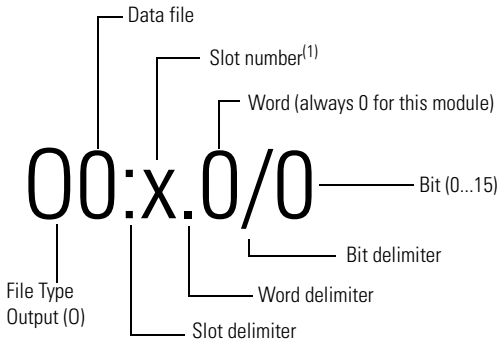 Data file
Slot number(1)
Word (always 0 for this module)
O0:x.0/0
Bit (0...15)
Bit delimiter
File Type
Output (O)
Word delimiter
Slot delimiter